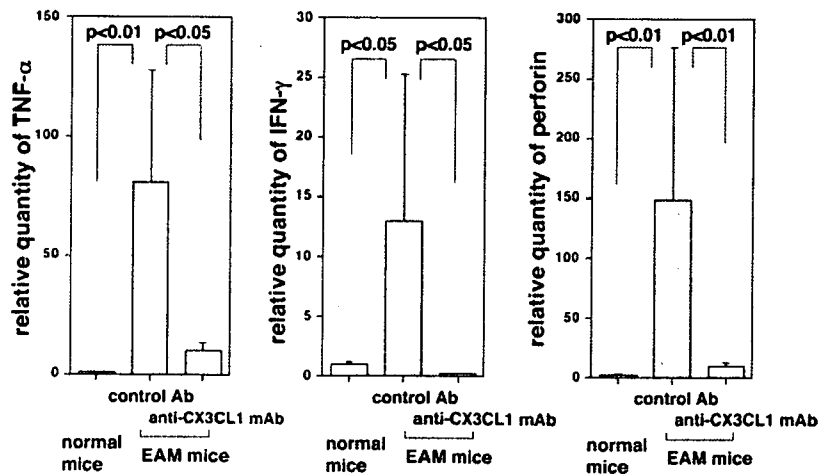 relative quantity of TNF-α
150
100
50
0
p<0.01 p<0.05
control Ab
anti-CX3CL1 mAb
normal mice
EAM mice
relative quantity of IFN-γ
30
25
20
15
10
5
0
p<0.05 p<0.05
control Ab
anti-CX3CL1 mAb
normal mice
EAM mice
relative quantity of perforin
300
250
200
150
100
50
0
p<0.01 p<0.01
control Ab
anti-CX3CL1 mAb
normal mice
EAM mice